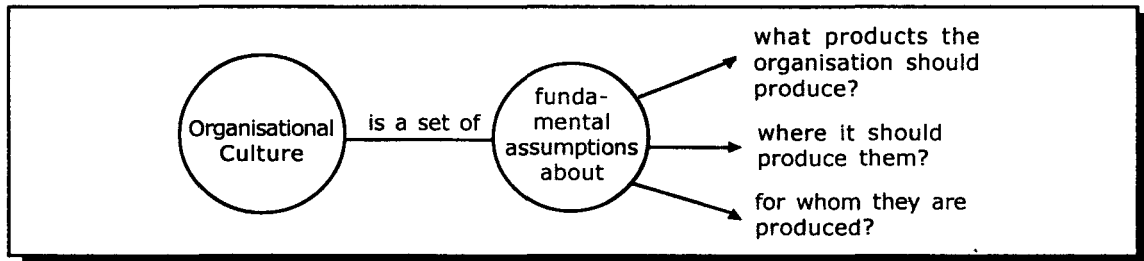 Organisational
Culture
is a set of
funda-
mental
assumptions
about
what products the
organisation should
produce?
where it should
produce them?
for whom they are
produced?